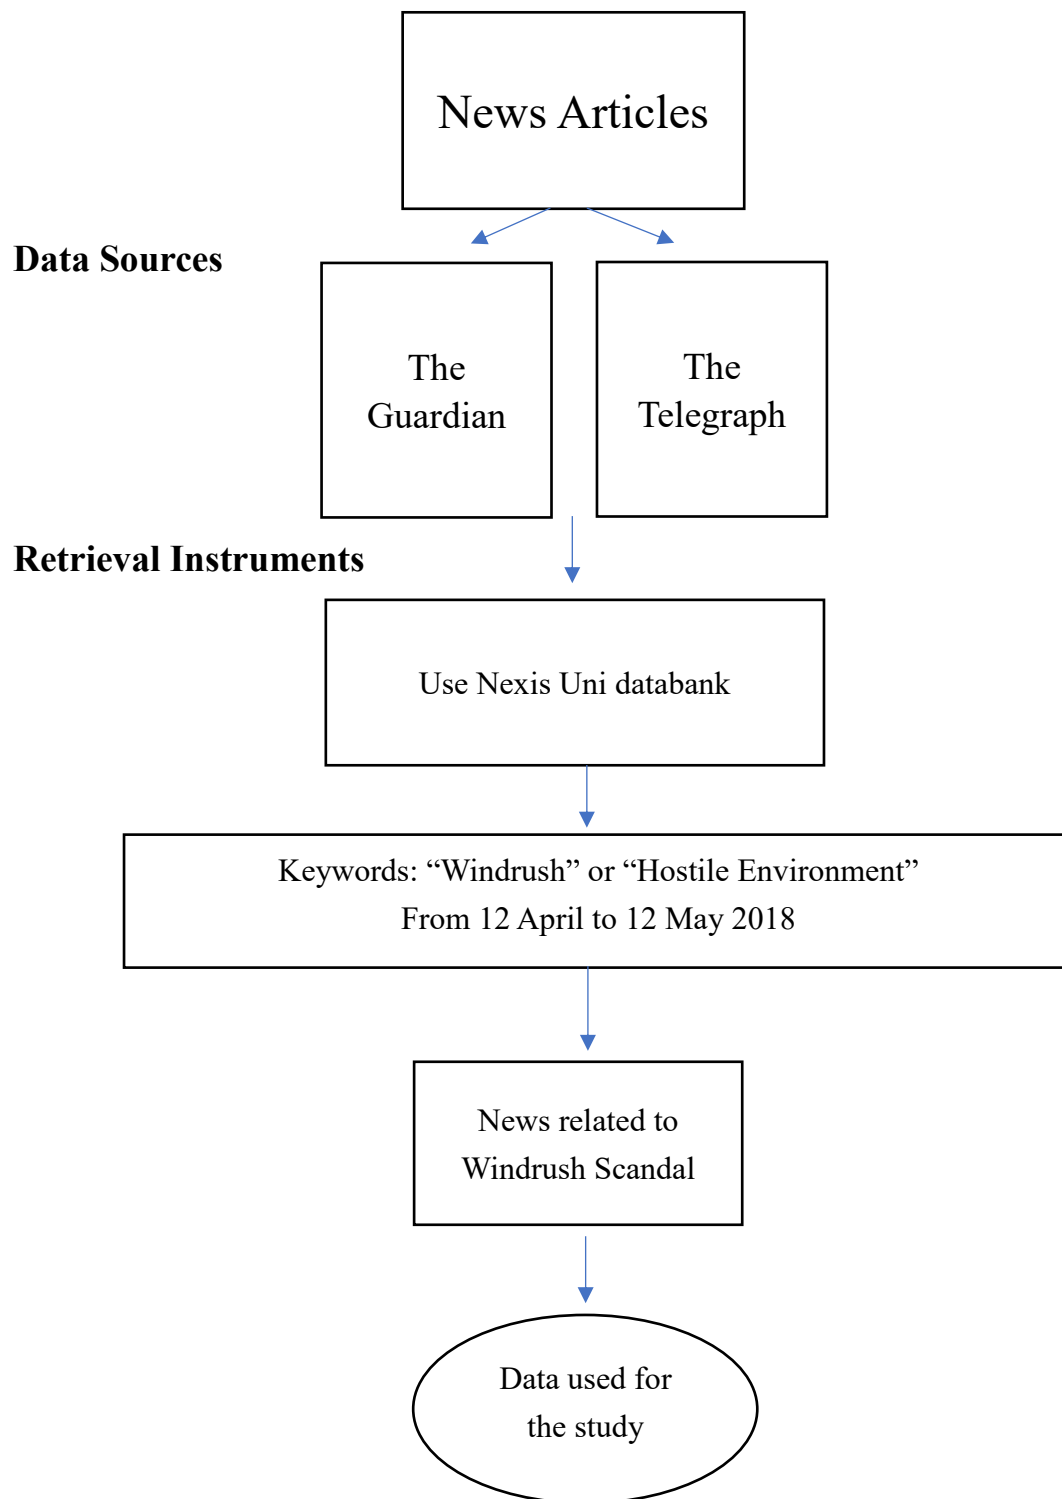 News Articles
Data Sources
The
Guardian
The
Telegraph
Retrieval Instruments
Use Nexis Uni databank
Keywords: “Windrush” or “Hostile Environment”
From 12 April to 12 May 2018
News related to
Windrush Scandal
Data used for
the study